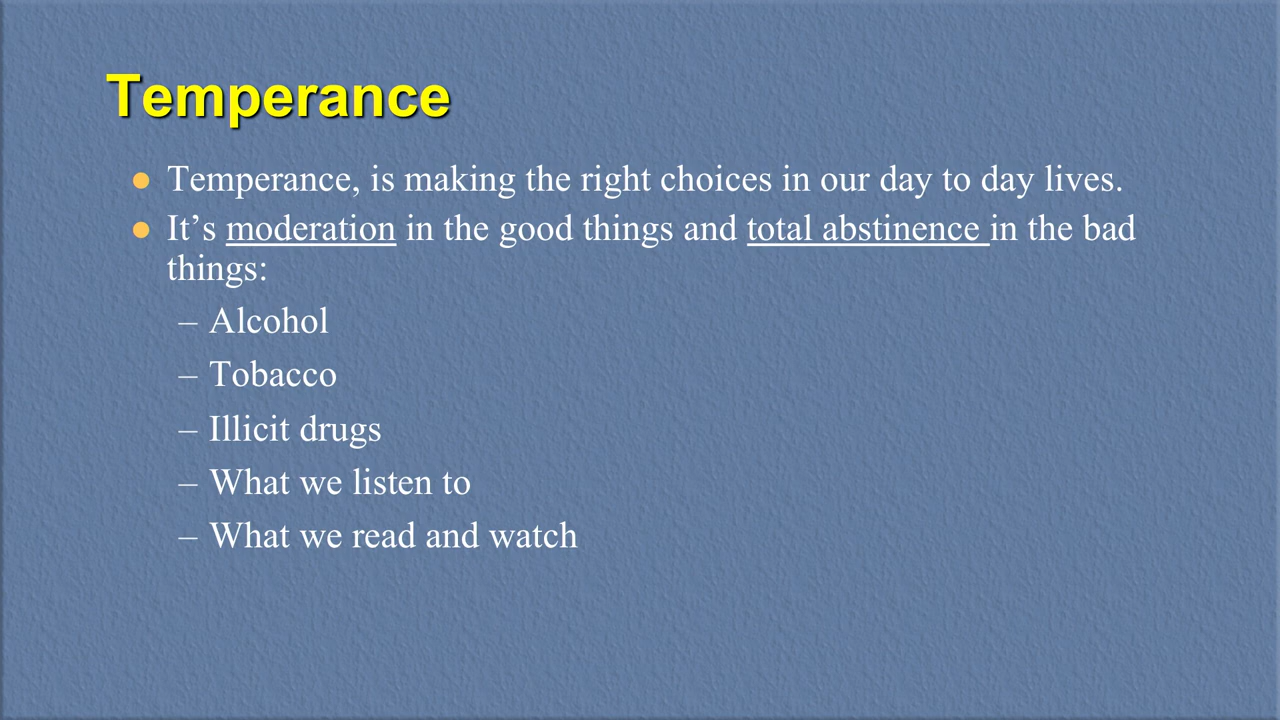 Temperance
● Temperance, is making the right choices in our day to day lives.
● It’s moderation in the good things and total abstinence in the bad
things:
– Alcohol
– Tobacco
– Illicit drugs
– What we listen to
– What we read and watch